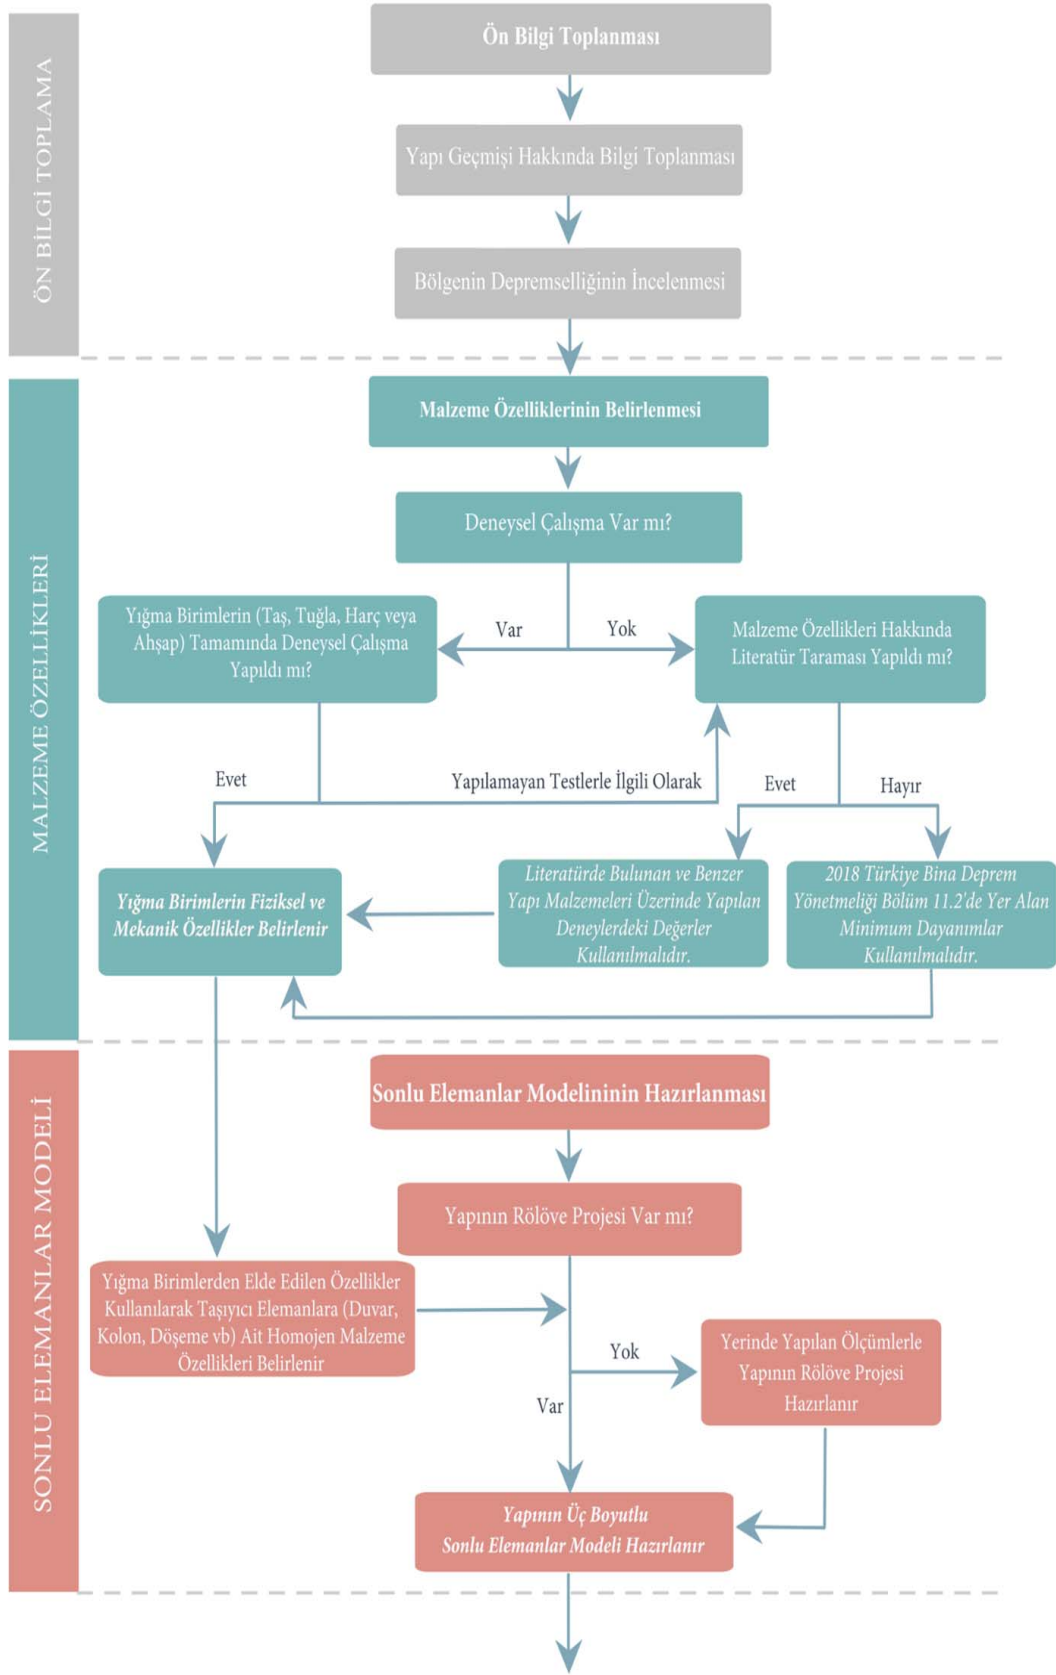 ÖN BİLGİ TOPLAMA
Ön Bilgi Toplanması
Yapı Geçmişi Hakkında Bilgi Toplanması
Bölgenin Depremselliğinin İncelenmesi
MALZEME ÖZELLİKLERİ
Malzeme Özelliklerinin Belirlenmesi
Deneysel Çalışma Var mı?
Var
Yok
Yığma Birimlerin (Taş, Tuğla, Harç veya
Ahşap) Tamamında Deneysel Çalışma
Yapıldı mı?
Malzeme Özellikleri Hakkında
Literatür Taraması Yapıldı mı?
Evet
Yapılamayan Testlerle İlgili Olarak
Evet
Hayır
Yığma Birimlerin Fiziksel ve
Mekanik Özellikler Belirlenir
Literatürde Bulunan ve Benzer
Yapı Malzemeleri Üzerinde Yapılan
Deneylerdeki Değerler
Kullanılmalıdır.
2018 Türkiye Bina Deprem
Yönetmeliği Bölüm 11.2'de Yer Alan
Minimum Dayanımlar
Kullanılmalıdır.
SONLU ELEMANLAR MODELİ
Sonlu Elemanlar Modelininin Hazırlanması
Yapının Rölöve Projesi Var mı?
Yığma Birimlerden Elde Edilen Özellikler
Kullanılarak Taşıyıcı Elemanlara (Duvar,
Kolon, Döşeme vb) Ait Homojen Malzeme
Özellikleri Belirlenir
Yok
Var
Yerinde Yapılan Ölçümlerle
Yapının Rölöve Projesi
Hazırlanır
Yapının Üç Boyutlu
Sonlu Elemanlar Modeli Hazırlanır